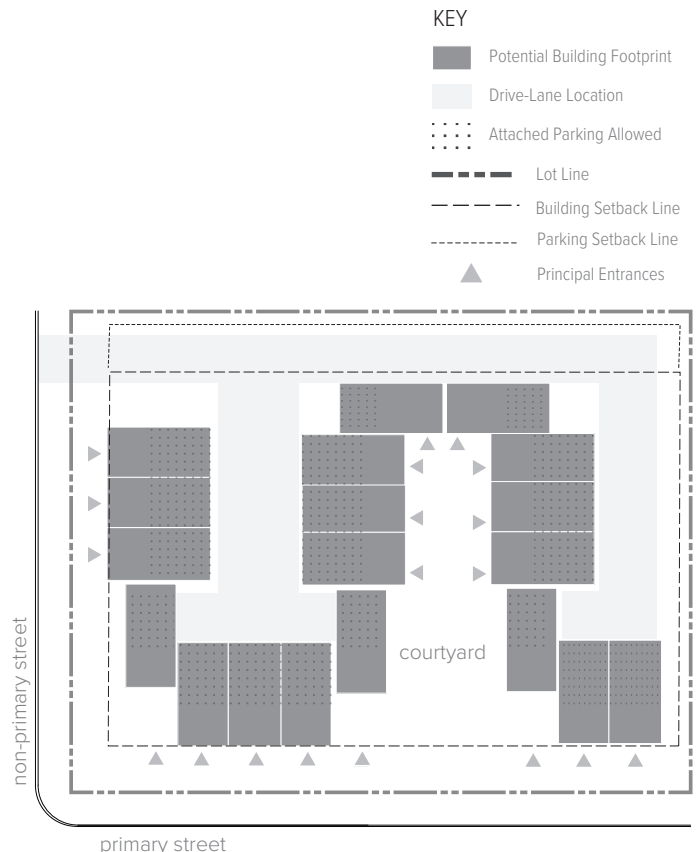 KEY
Potential Building Footprint
Drive-Lane Location
Attached Parking Allowed
Lot Line
Building Setback Line
Parking Setback Line
Principal Entrances
courtyard
non-primary street
primary street